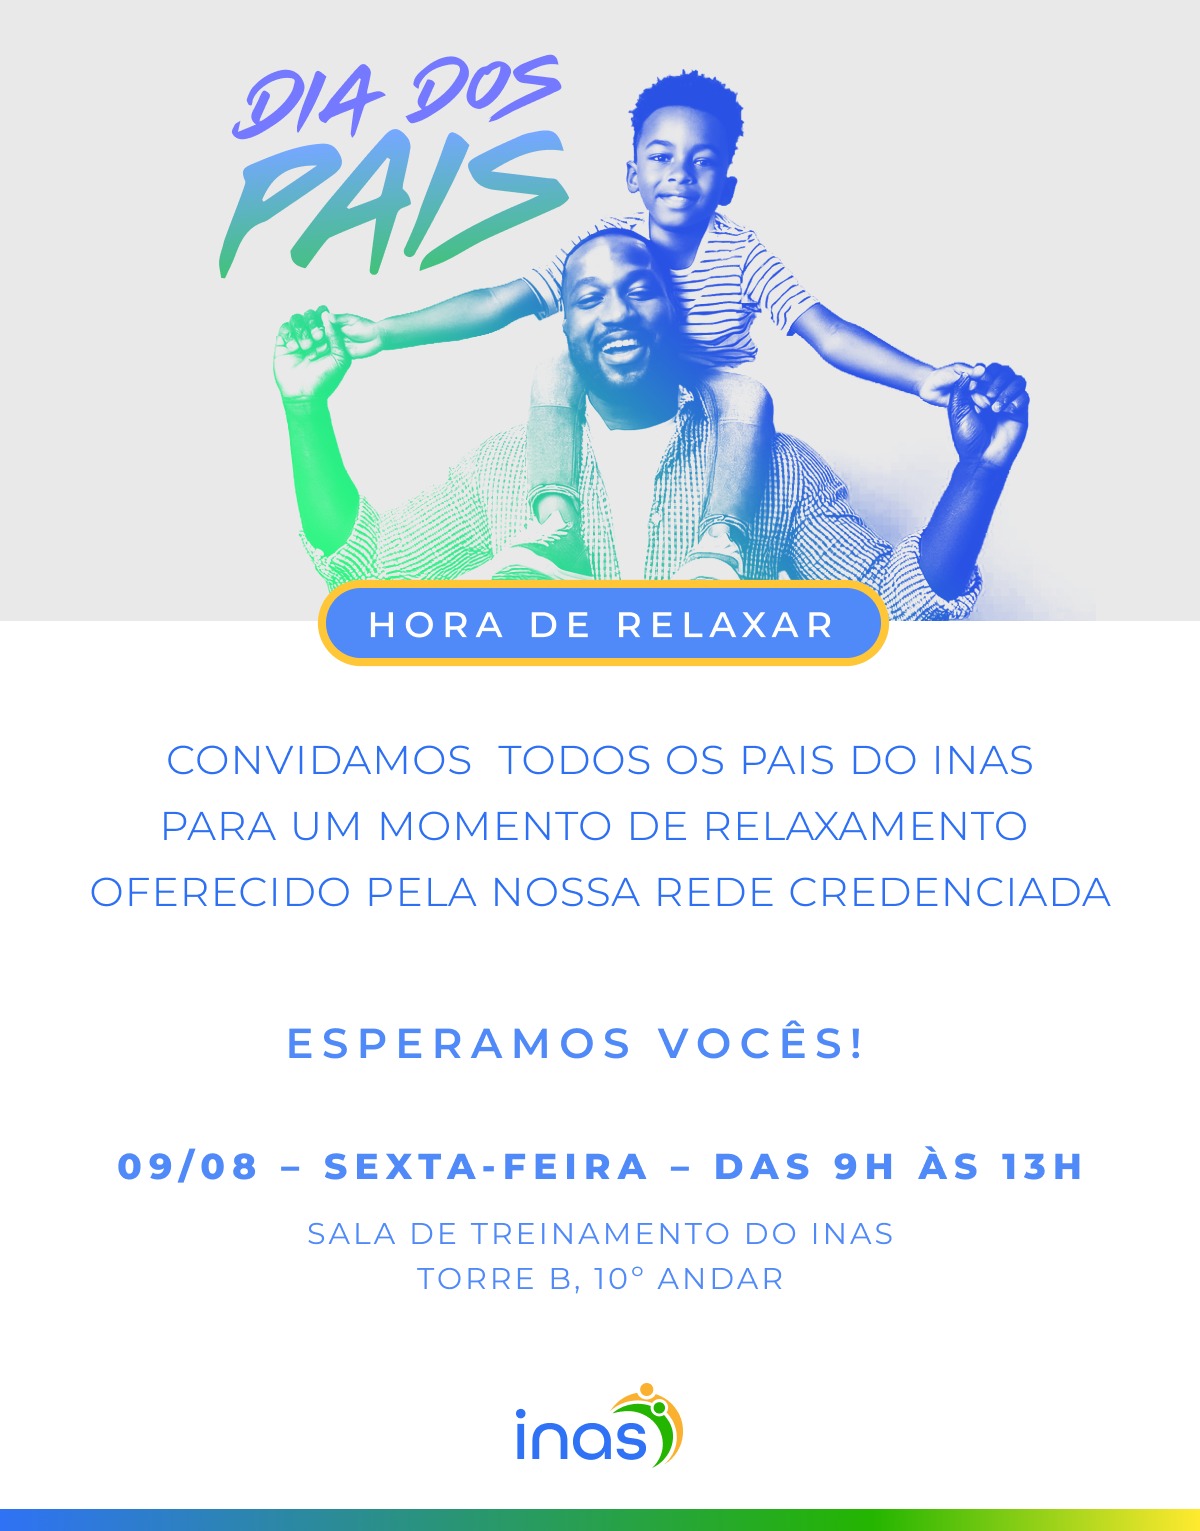 DIA DOS
PAIS
HORA DE RELAXAR
CONVIDAMOS TODOS OS PAIS DO INAS
PARA UM MOMENTO DE RELAXAMENTO
OFERECIDO PELA NOSSA REDE CREDENCIADA
ESPERAMOS VOCÊS!
09/08 – SEXTA-FEIRA – DAS 9H ÀS 13H
SALA DE TREINAMENTO DO INAS
TORRE B, 10º ANDAR
inas